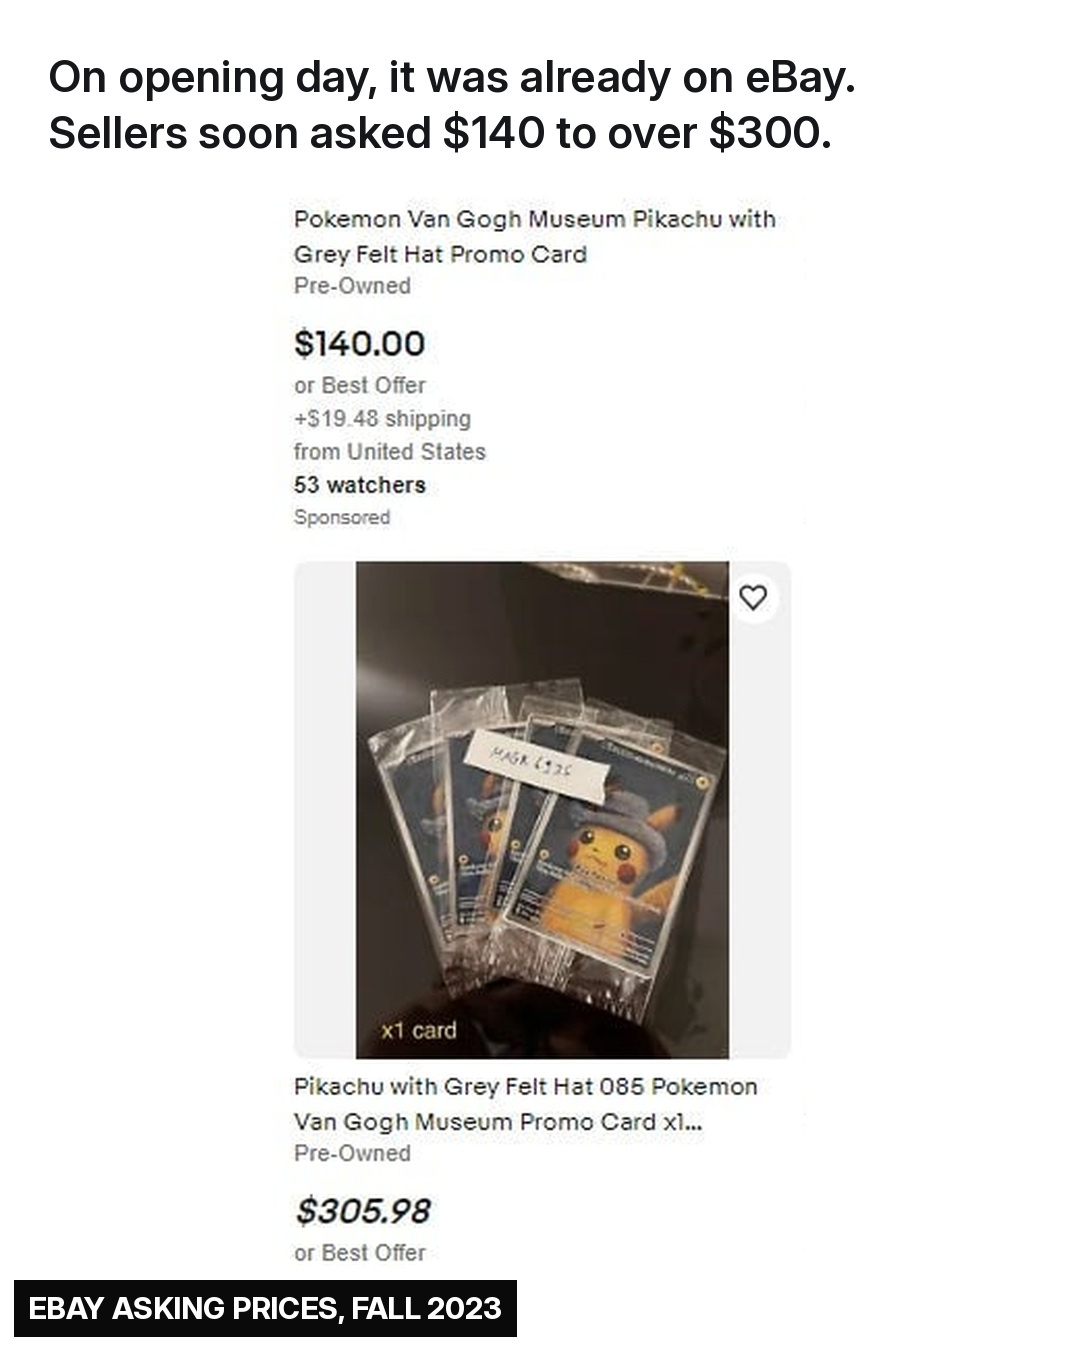 On opening day, it was already on eBay.
Sellers soon asked $140 to over $300.
Pokemon Van Gogh Museum Pikachu with
Grey Felt Hat Promo Card
Pre-Owned
$140.00
or Best Offer
+$19.48 shipping
from United States
53 watchers
Sponsored
x1 card
Pikachu with Grey Felt Hat 085 Pokemon
Van Gogh Museum Promo Card x1...
Pre-Owned
$305.98
or Best Offer
EBAY ASKING PRICES, FALL 2023